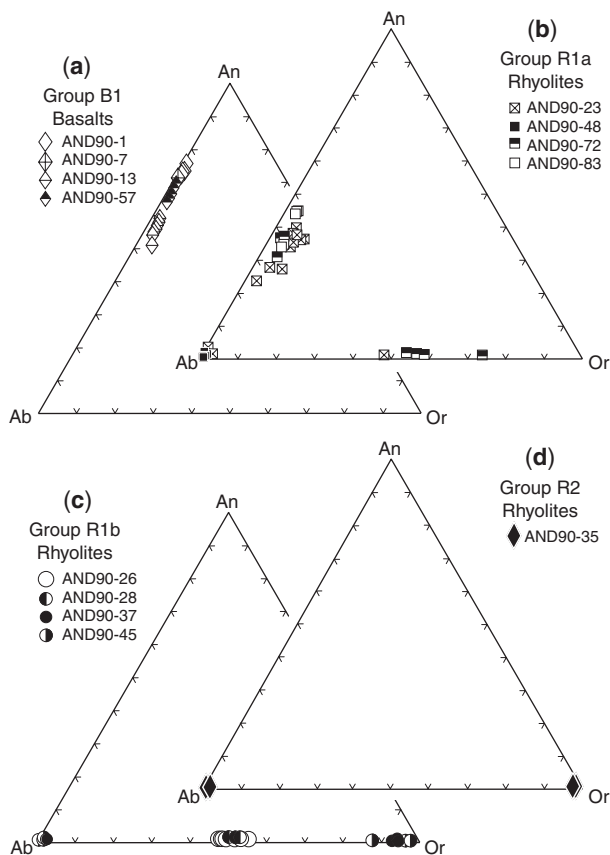 (a)
Group B1
Basalts
AND90-1
AND90-7
AND90-13
AND90-57
An
Ab
Or
(b)
Group R1a
Rhyolites
AND90-23
AND90-48
AND90-72
AND90-83
An
Ab
Or
(c)
Group R1b
Rhyolites
AND90-26
AND90-28
AND90-37
AND90-45
An
Ab
Or
(d)
Group R2
Rhyolites
AND90-35
An
Ab
Or